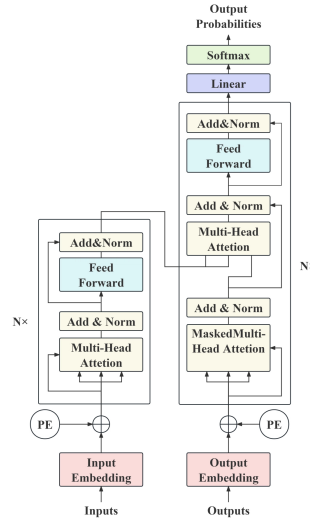 Output
Probabilities
Softmax
Linear
Add&Norm
Feed
Forward
Add & Norm
Multi-Head
Attetion
Add & Norm
MaskedMulti-
Head Attetion
N
Add&Norm
Feed
Forward
N×
Add & Norm
Multi-Head
Attetion
PE
PE
Input
Embedding
Output
Embedding
Inputs
Outputs